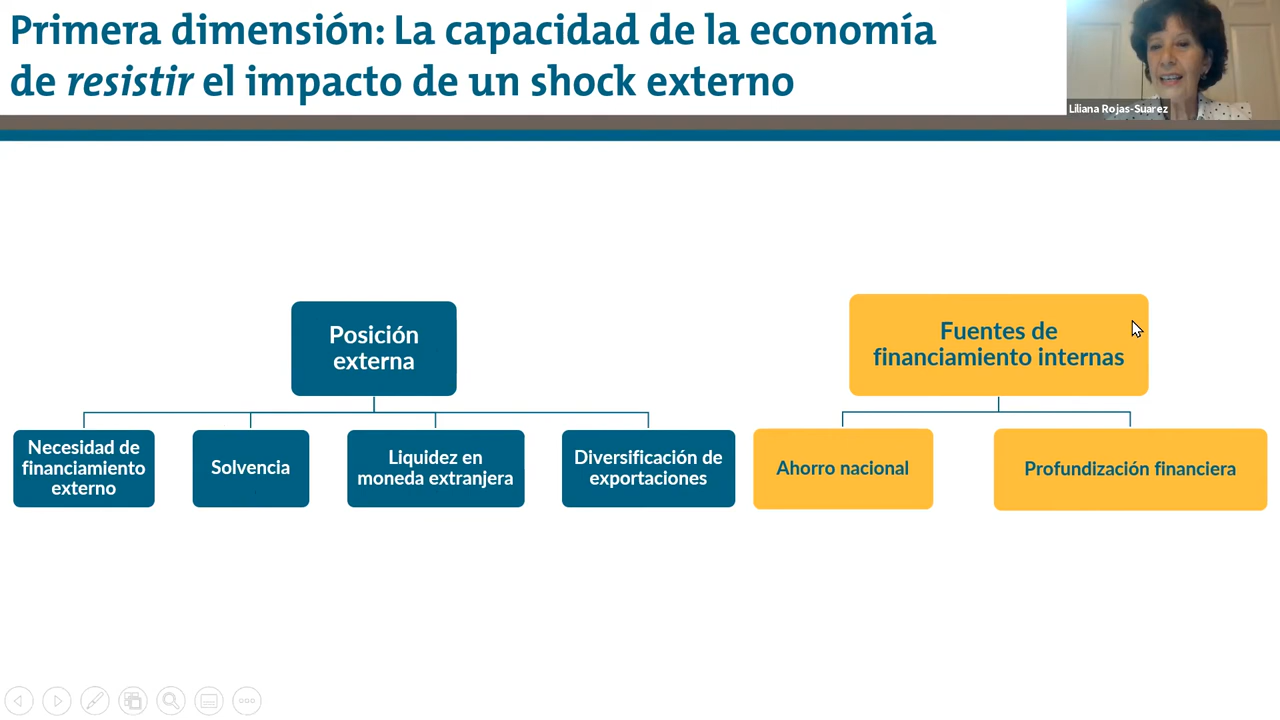 Primera dimensión: La capacidad de la economía
de resistir el impacto de un shock externo
Liliana Rojas-Suarez
Posición
externa
Necesidad de
financiamiento
externo
Solvencia
Liquidez en
moneda extranjera
Diversificación de
exportaciones
Fuentes de
financiamiento internas
Ahorro nacional
Profundización financiera